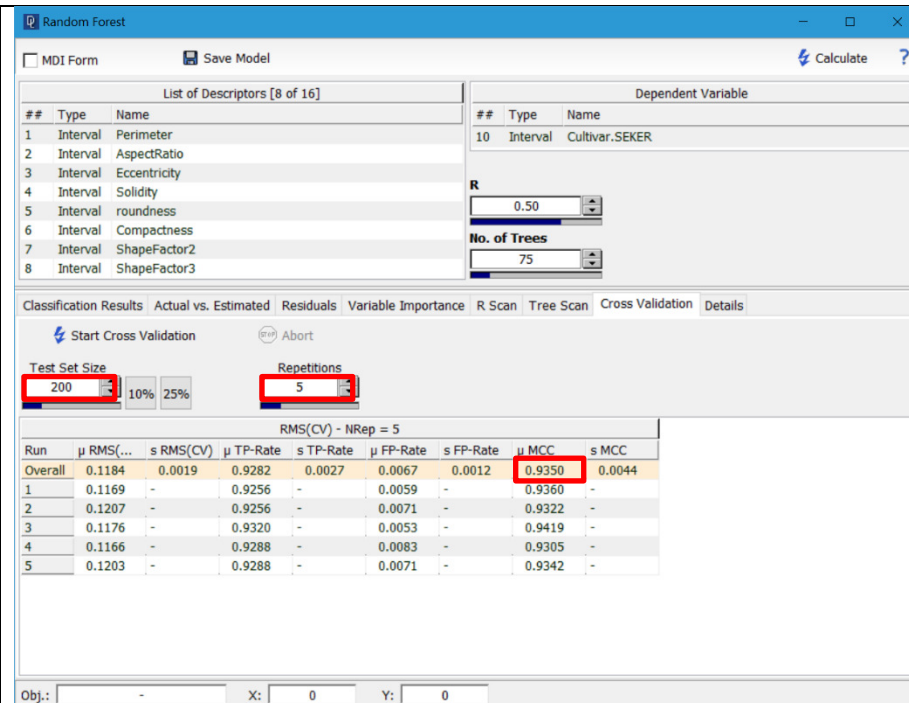 Random Forest
MDI Form Save Model Calculate ?
List of Descriptors [8 of 16] Dependent Variable
## Type Name ## Type Name
1 Interval Perimeter 10 Interval Cultivar.SEKER
2 Interval AspectRatio
3 Interval Eccentricity
4 Interval Solidity
R
5 Interval roundness 0.50
6 Interval Compactness
No. of Trees
7 Interval ShapeFactor2 75
8 Interval ShapeFactor3
Classification Results Actual vs. Estimated Residuals Variable Importance R Scan Tree Scan Cross Validation Details
Start Cross Validation STOP Abort
Test Set Size Repetitions
200 10% 25% 5
RMS(CV) - NRep = 5
Run μ RMS(... s RMS(CV) μ TP-Rate s TP-Rate μ FP-Rate s FP-Rate μ MCC s MCC
Overall 0.1184 0.0019 0.9282 0.0027 0.0067 0.0012 0.9350 0.0044
1 0.1169 - 0.9256 - 0.0059 - 0.9360 -
2 0.1207 - 0.9256 - 0.0071 - 0.9322 -
3 0.1176 - 0.9320 - 0.0053 - 0.9419 -
4 0.1166 - 0.9288 - 0.0083 - 0.9305 -
5 0.1203 - 0.9288 - 0.0071 - 0.9342 -
Obj.: - X: 0 Y: 0